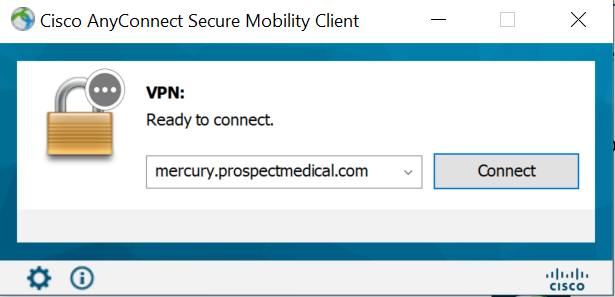 Cisco AnyConnect Secure Mobility Client
VPN:
Ready to connect.
mercury.prospectmedical.com
Connect
CISCO